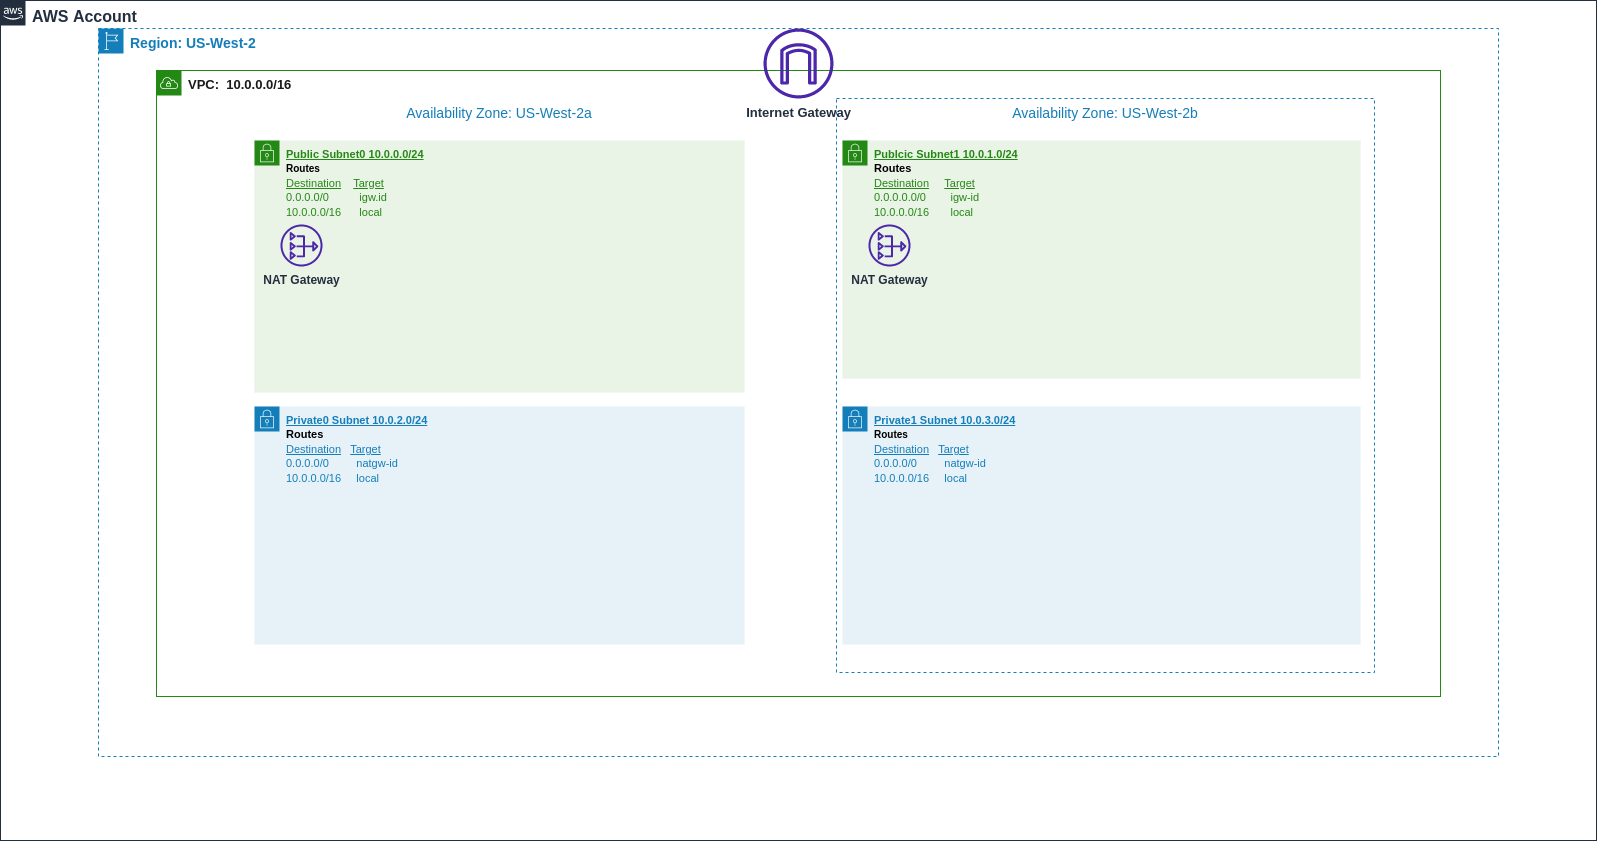 aws
AWS Account
Region: US-West-2
VPC:  10.0.0.0/16
Internet Gateway
Availability Zone: US-West-2a
Public Subnet0 10.0.0.0/24
Routes
Destination    Target
0.0.0.0/0    igw.id
10.0.0.0/16    local
NAT Gateway
Private0 Subnet 10.0.2.0/24
Routes
Destination    Target
0.0.0.0/0    natgw-id
10.0.0.0/16    local
Availability Zone: US-West-2b
Publcic Subnet1 10.0.1.0/24
Routes
Destination    Target
0.0.0.0.0/0    igw-id
10.0.0.0/16    local
NAT Gateway
Private1 Subnet 10.0.3.0/24
Routes
Destination    Target
0.0.0.0/0    natgw-id
10.0.0.0/16    local